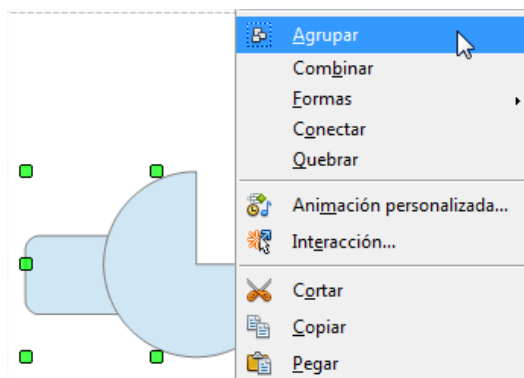 Agrupar
Combinar
Formas
Conectar
Quebrar
Animación personalizada...
Interacción...
Cortar
Copiar
Pegar